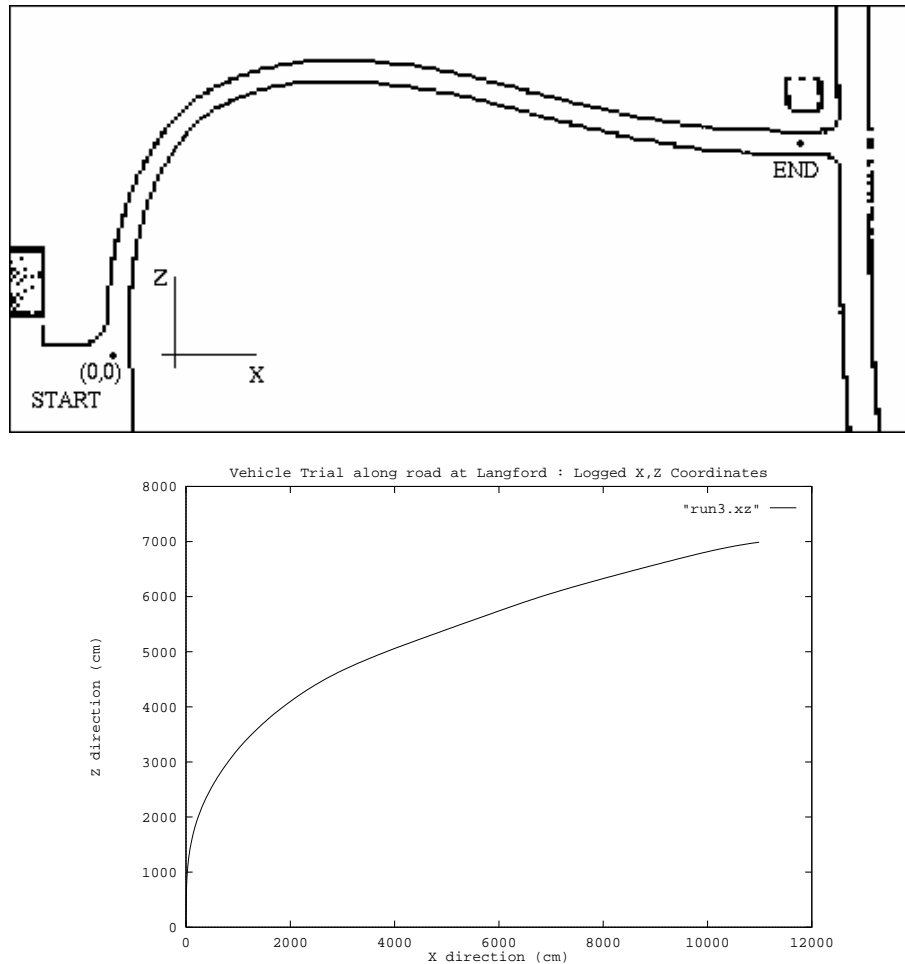 END
Z
X
(0,0)
START
Vehicle Trial along road at Langford : Logged X,Z Coordinates
"run3.xz"
8000
7000
6000
5000
4000
3000
2000
1000
0
Z direction (cm)
0 2000 4000 6000 8000 10000 12000
X direction (cm)